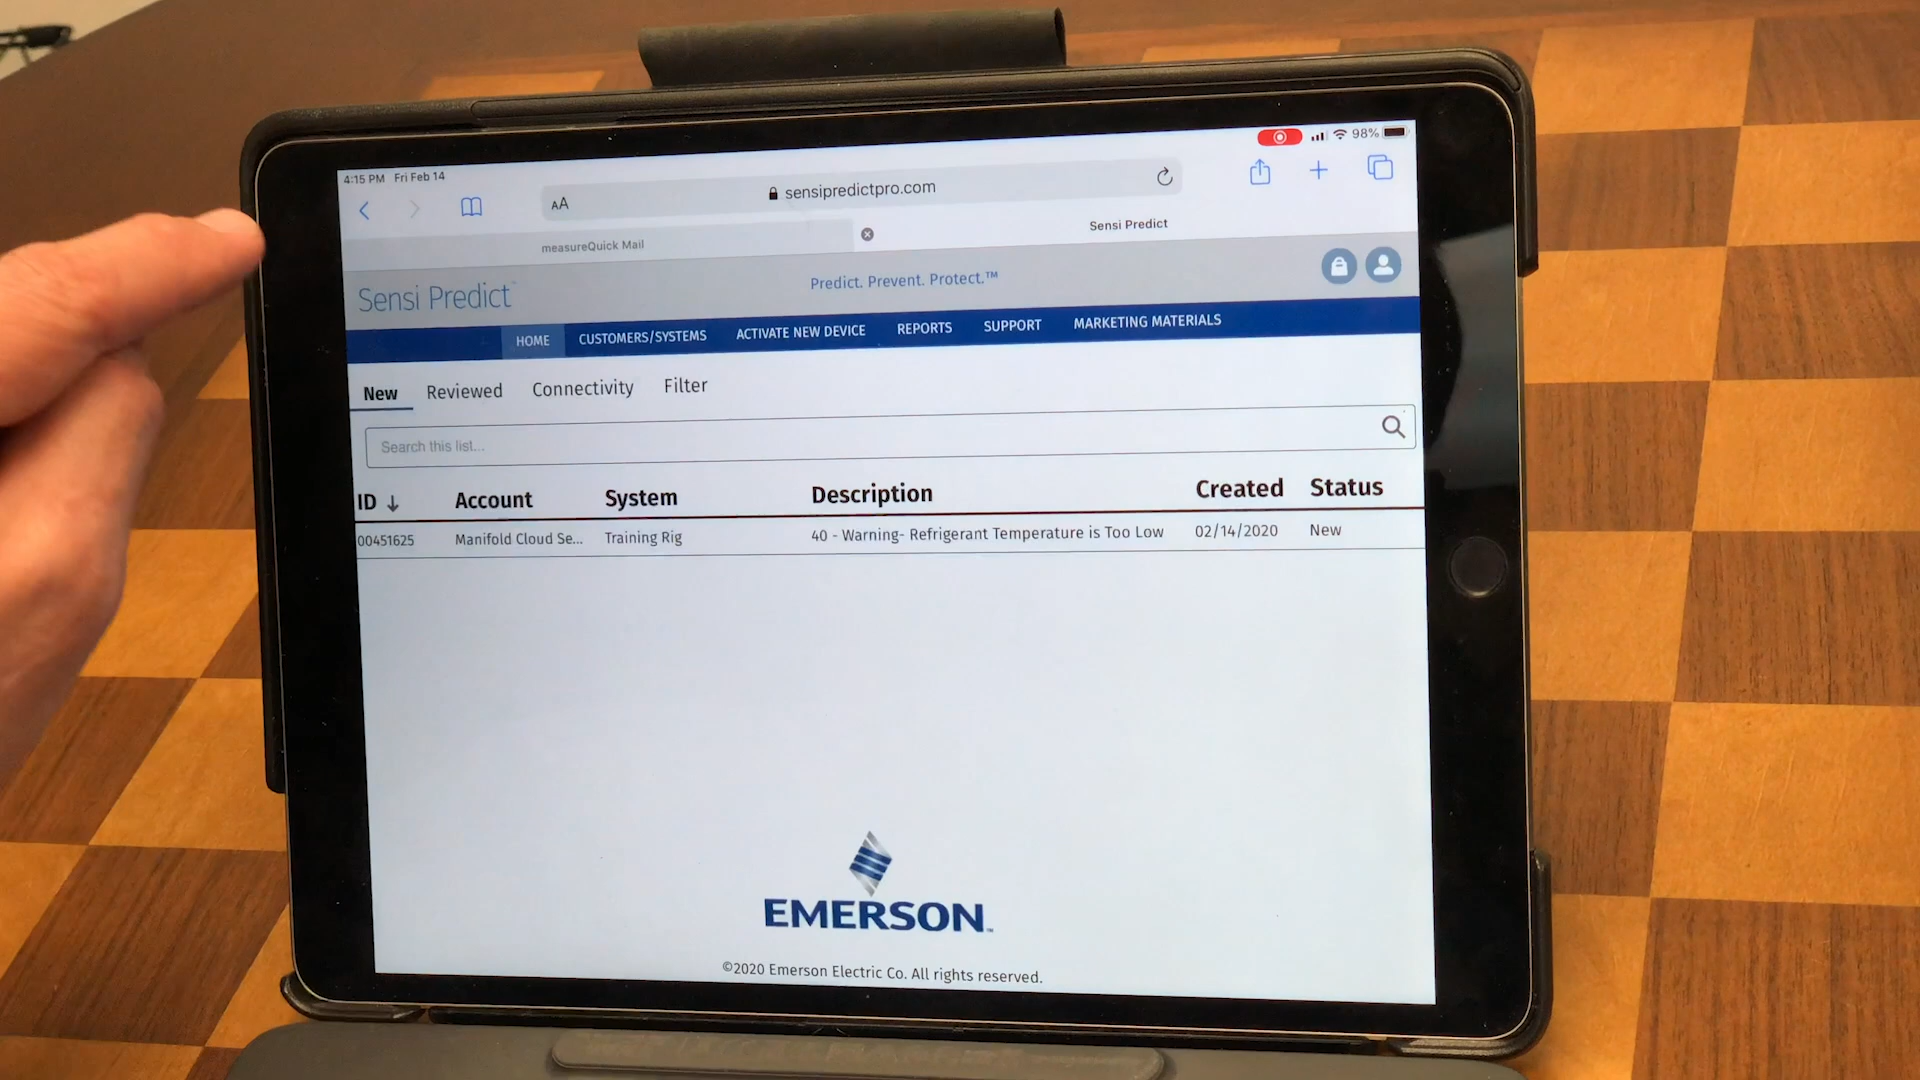 4:15 PM Fri Feb 14 98%
AA sensipredictpro.com
measureQuick Mail Sensi Predict
Sensi Predict Predict. Prevent. Protect.™
HOME CUSTOMERS/SYSTEMS ACTIVATE NEW DEVICE REPORTS SUPPORT MARKETING MATERIALS
New Reviewed Connectivity Filter
Search this list...
ID ↓ Account System Description Created Status
00451625 Manifold Cloud Se... Training Rig 40 - Warning- Refrigerant Temperature is Too Low 02/14/2020 New
EMERSON™
©2020 Emerson Electric Co. All rights reserved.